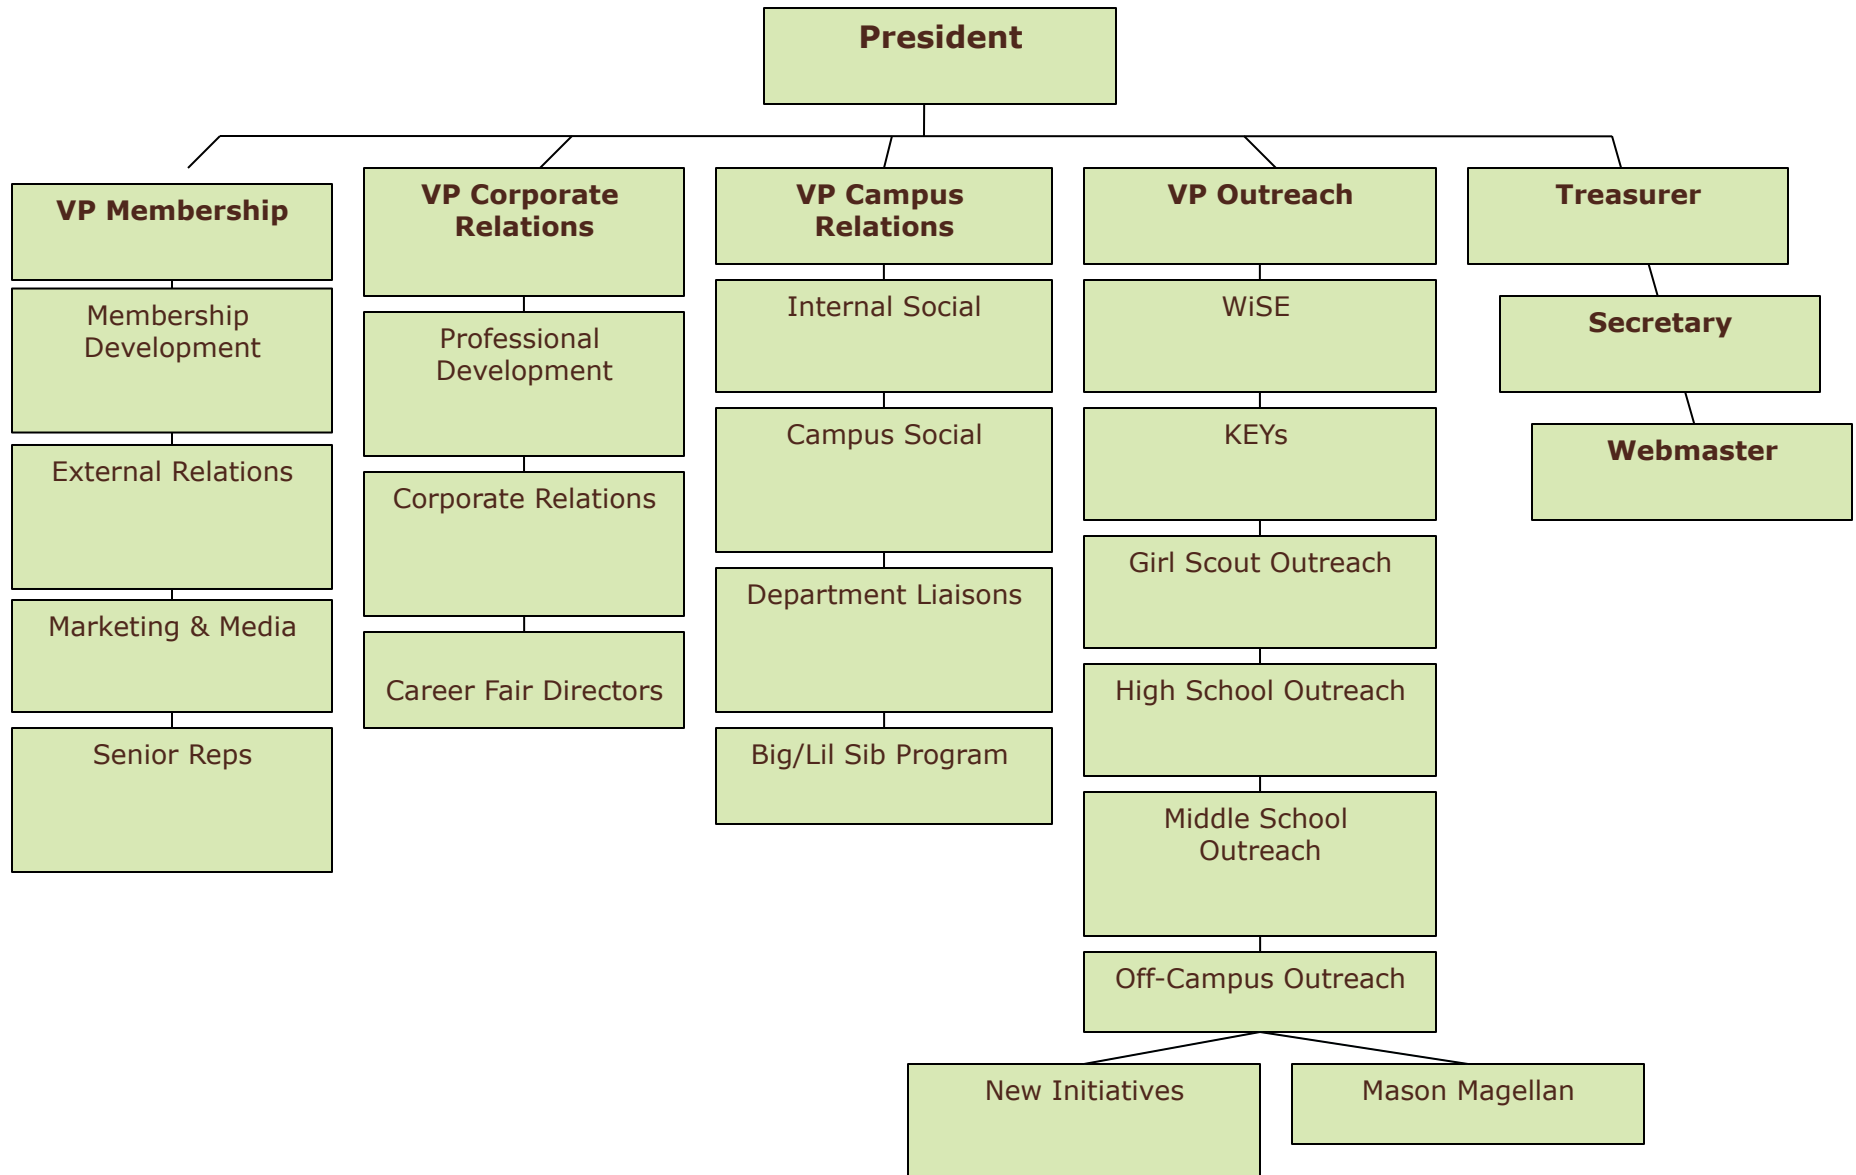 President
VP Membership
VP Corporate
Relations
VP Campus
Relations
VP Outreach
Treasurer
Membership
Development
External Relations
Marketing & Media
Senior Reps
Professional
Development
Corporate Relations
Career Fair Directors
Internal Social
Campus Social
Department Liaisons
Big/Lil Sib Program
WiSE
KEYs
Girl Scout Outreach
High School Outreach
Middle School
Outreach
Off-Campus Outreach
New Initiatives
Mason Magellan
Secretary
Webmaster